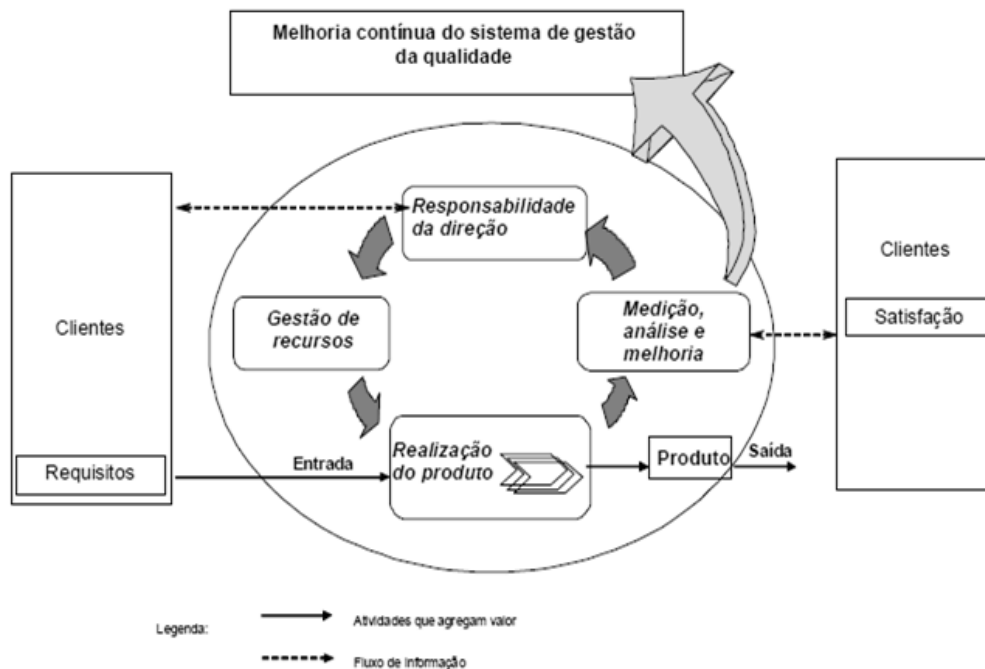 Melhoria contínua do sistema de gestão
da qualidade
Clientes
Requisitos
Responsabilidade
da direção
Gestão de
recursos
Medição,
análise e
melhoria
Clientes
Satisfação
Entrada
Realização
do produto
Produto
Saída
Legenda:
Atividades que agregam valor
Fluxo de informação